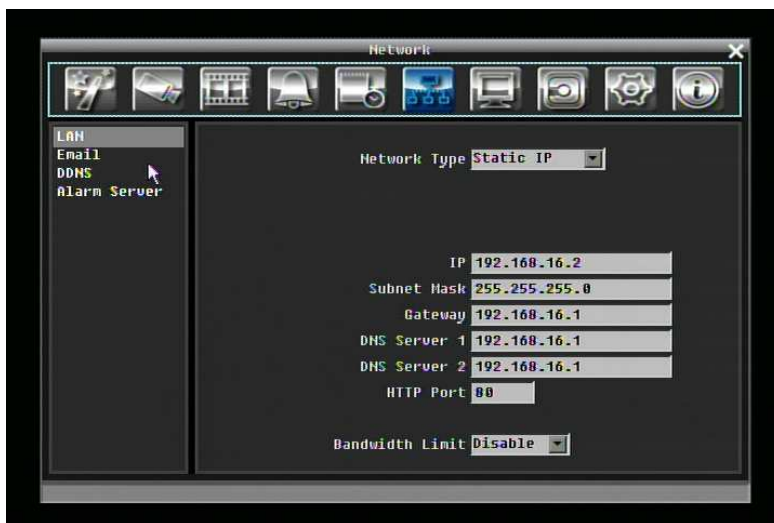 Network
LAN
Email
DDNS
Alarm Server
Network Type Static IP
IP 192.168.16.2
Subnet Mask 255.255.255.0
Gateway 192.168.16.1
DNS Server 1 192.168.16.1
DNS Server 2 192.168.16.1
HTTP Port 80
Bandwidth Limit Disable